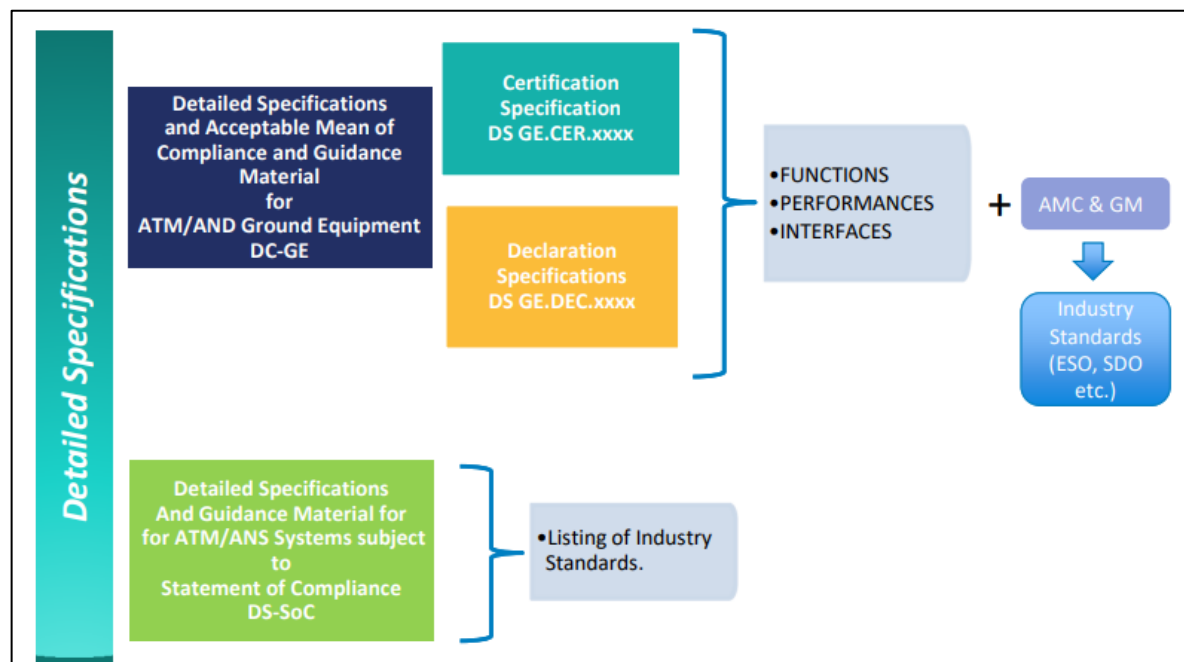 Detailed Specifications
Detailed Specifications
and Acceptable Mean of
Compliance and Guidance
Material
for
ATM/AND Ground Equipment
DC-GE
Certification
Specification
DS GE.CER.xxxx
Declaration
Specifications
DS GE.DEC.xxxx
•FUNCTIONS
•PERFORMANCES
•INTERFACES
+
AMC & GM
Industry
Standards
(ESO, SDO
etc.)
Detailed Specifications
And Guidance Material for
for ATM/ANS Systems subject
to
Statement of Compliance
DS-SoC
•Listing of Industry
Standards.